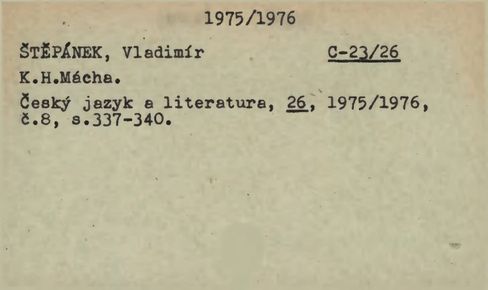 1975/1976
ŠTĚPÁNEK, Vladimír C-23/26
K.H.Mácha.
Český jazyk a literatura, 26, 1975/1976,
č.8, s.337-340.